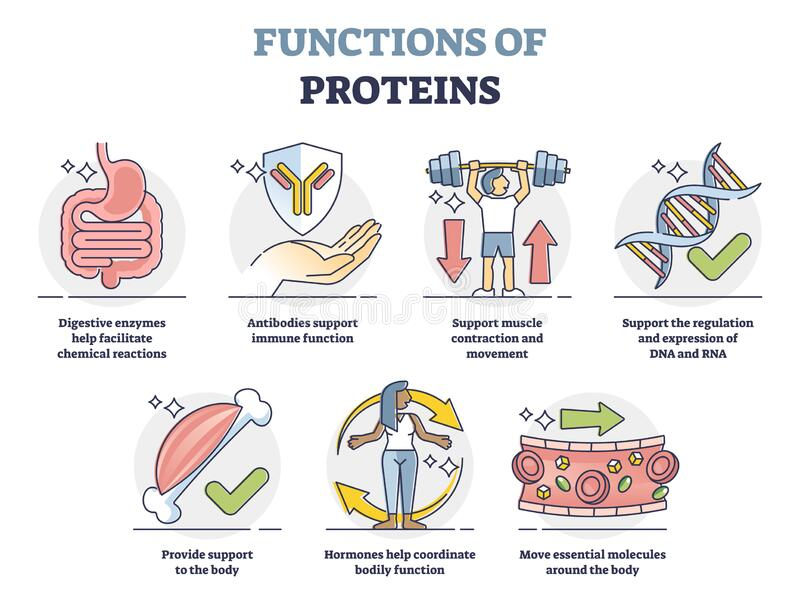 FUNCTIONS OF
PROTEINS
Digestive enzymes
help facilitate
chemical reactions
Antibodies support
immune function
Support muscle
contraction and
movement
Support the regulation
and expression of
DNA and RNA
Provide support
to the body
Hormones help coordinate
bodily function
Move essential molecules
around the body
dreamstime